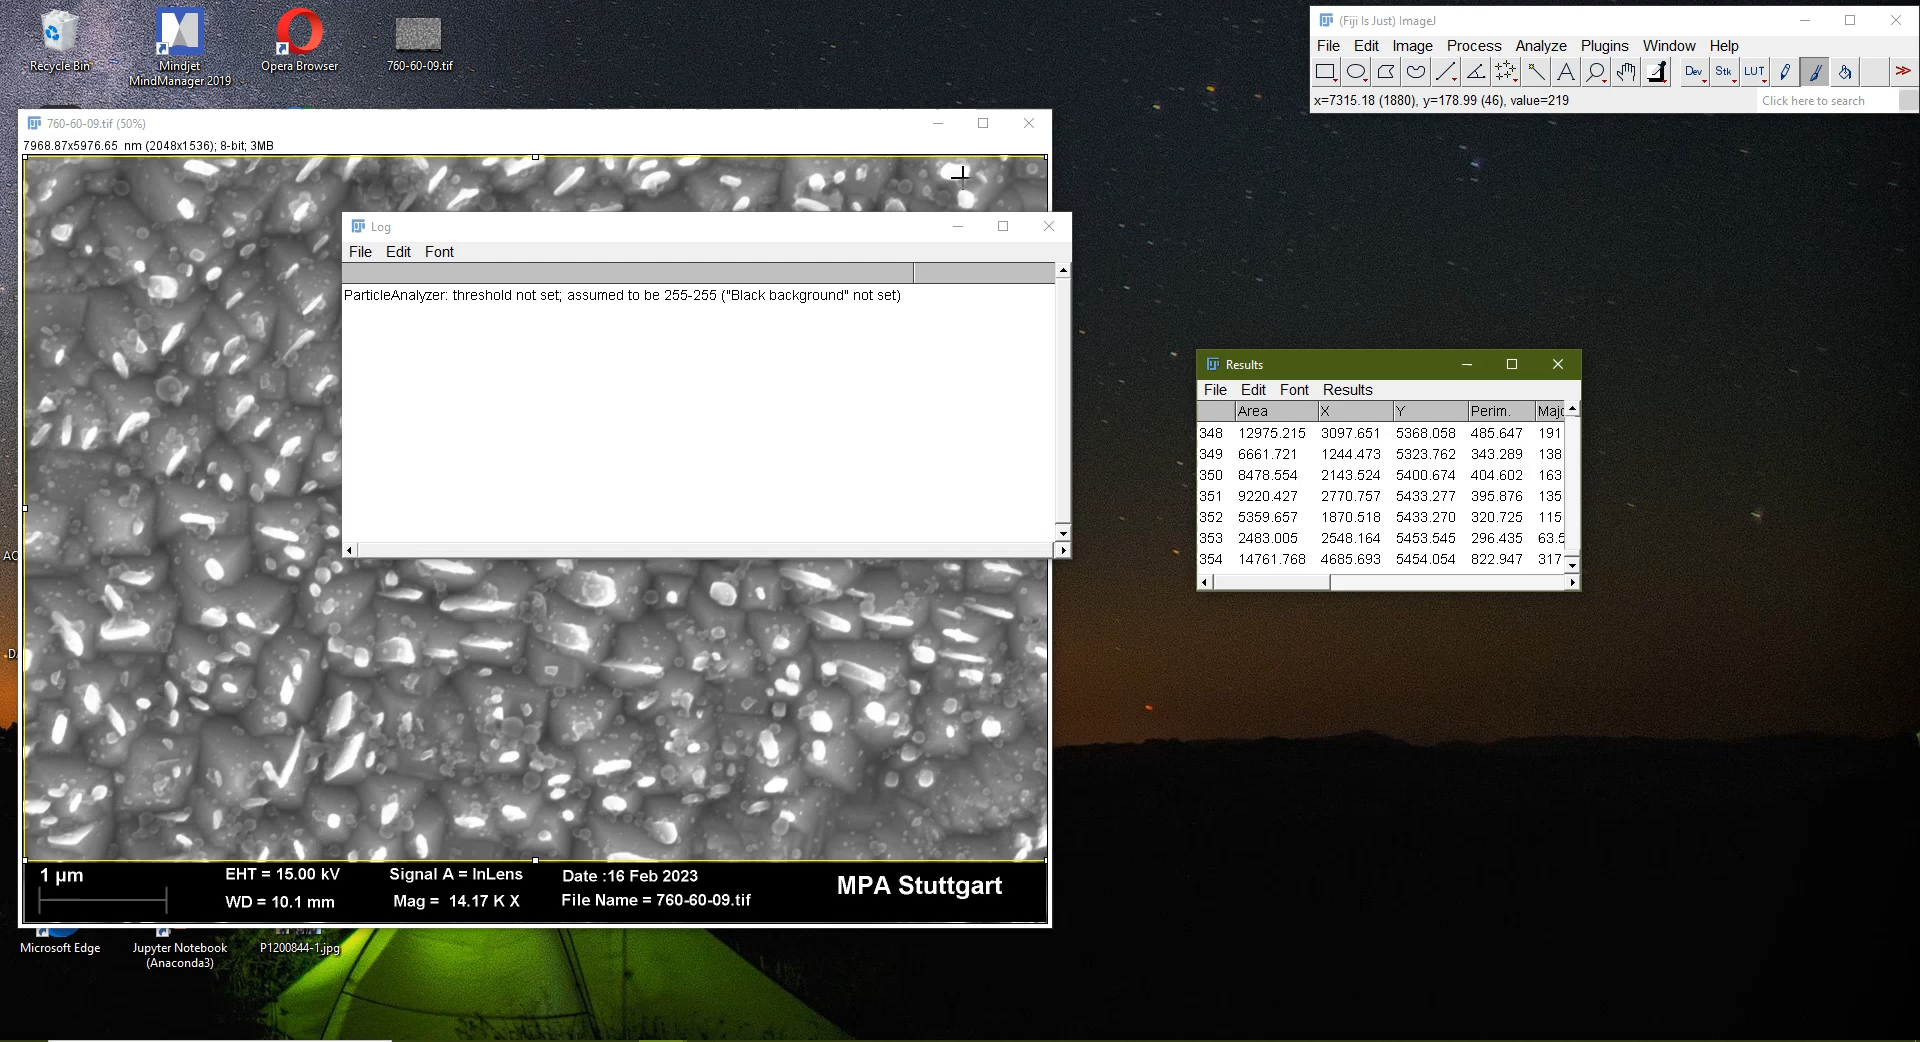 Recycle Bin
Mindjet
MindManager 2019
Opera Browser
760-60-09.tif
(Fiji Is Just) ImageJ
File Edit Image Process Analyze Plugins Window Help
Dev Stk LUT
x=7315.18 (1880), y=178.99 (46), value=219
Click here to search
760-60-09.tif (50%)
7968.87x5976.65 nm (2048x1536); 8-bit; 3MB
Log
File Edit Font
ParticleAnalyzer: threshold not set; assumed to be 255-255 ("Black background" not set)
Results
File Edit Font Results
Area X Y Perim. Majo
348 12975.215 3097.651 5368.058 485.647 191
349 6661.721 1244.473 5323.762 343.289 138
350 8478.554 2143.524 5400.674 404.602 163
351 9220.427 2770.757 5433.277 395.876 135
352 5359.657 1870.518 5433.270 320.725 115
353 2483.005 2548.164 5453.545 296.435 63.5
354 14761.768 4685.693 5454.054 822.947 317
AC
D
1 µm
EHT = 15.00 kV
WD = 10.1 mm
Signal A = InLens
Mag = 14.17 K X
Date :16 Feb 2023
File Name = 760-60-09.tif
MPA Stuttgart
Microsoft Edge
Jupyter Notebook
(Anaconda3)
P1200844-1.jpg